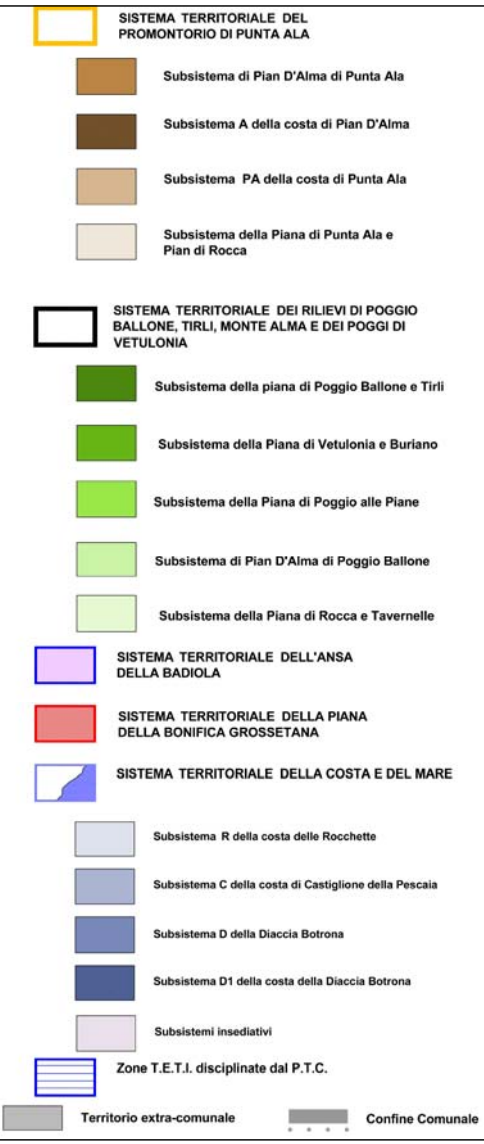 SISTEMA TERRITORIALE DEL
PROMONTORIO DI PUNTA ALA
Subsistema di Pian D'Alma di Punta Ala
Subsistema A della costa di Pian D'Alma
Subsistema PA della costa di Punta Ala
Subsistema della Piana di Punta Ala e
Pian di Rocca
SISTEMA TERRITORIALE DEI RILIEVI DI POGGIO
BALLONE, TIRLI, MONTE ALMA E DEI POGGI DI
VETULONIA
Subsistema della piana di Poggio Ballone e Tirli
Subsistema della Piana di Vetulonia e Buriano
Subsistema della Piana di Poggio alle Piane
Subsistema di Pian D'Alma di Poggio Ballone
Subsistema della Piana di Rocca e Tavernelle
SISTEMA TERRITORIALE DELL'ANSA
DELLA BADIOLA
SISTEMA TERRITORIALE DELLA PIANA
DELLA BONIFICA GROSSETANA
SISTEMA TERRITORIALE DELLA COSTA E DEL MARE
Subsistema R della costa delle Rocchette
Subsistema C della costa di Castiglione della Pescaia
Subsistema D della Diaccia Botrona
Subsistema D1 della costa della Diaccia Botrona
Subsistemi insediativi
Zone T.E.T.I. disciplinate dal P.T.C.
Territorio extra-comunale
Confine Comunale